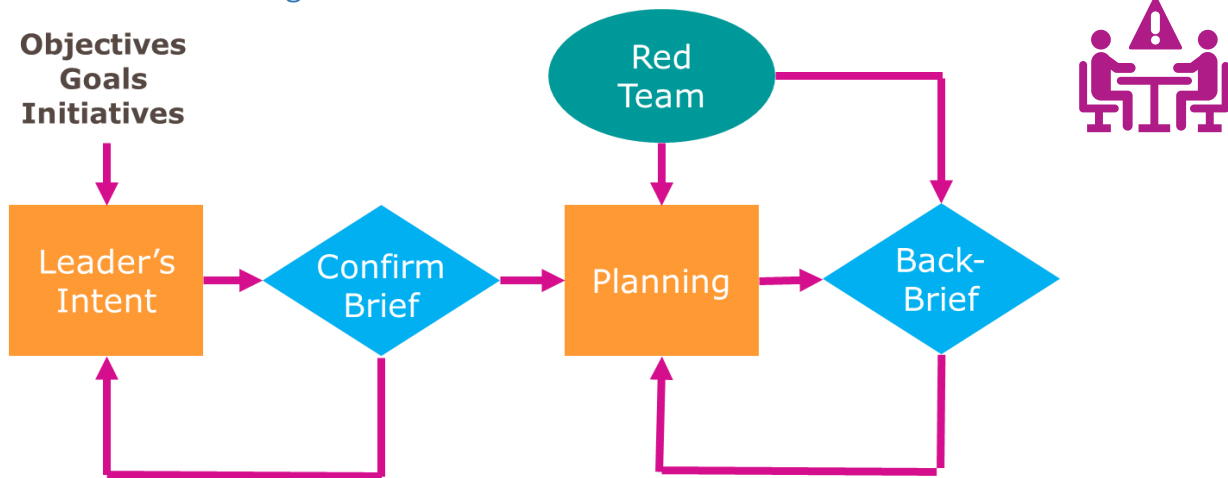 Objectives
Goals
Initiatives
Red
Team
Leader's
Intent
Confirm
Brief
Planning
Back-
Brief